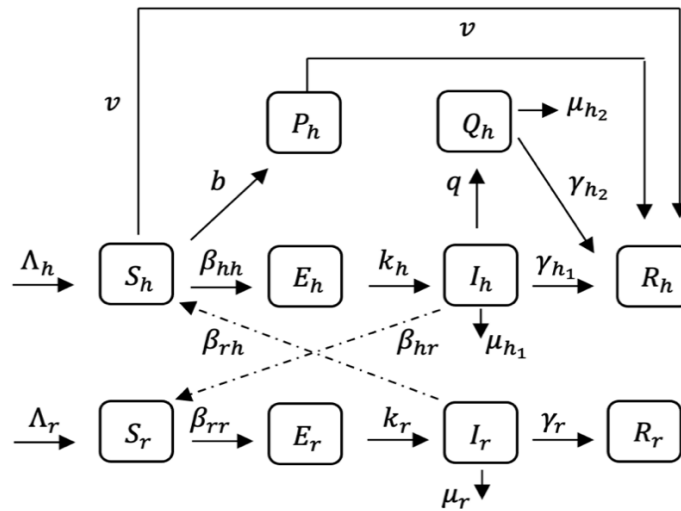 v
v
P_h
Q_h
μ_{h_2}
b
q
γ_{h_2}
Λ_h
S_h
β_{hh}
E_h
k_h
I_h
γ_{h_1}
R_h
β_{rh}
β_{hr}
μ_{h_1}
Λ_r
S_r
β_{rr}
E_r
k_r
I_r
γ_r
R_r
μ_r